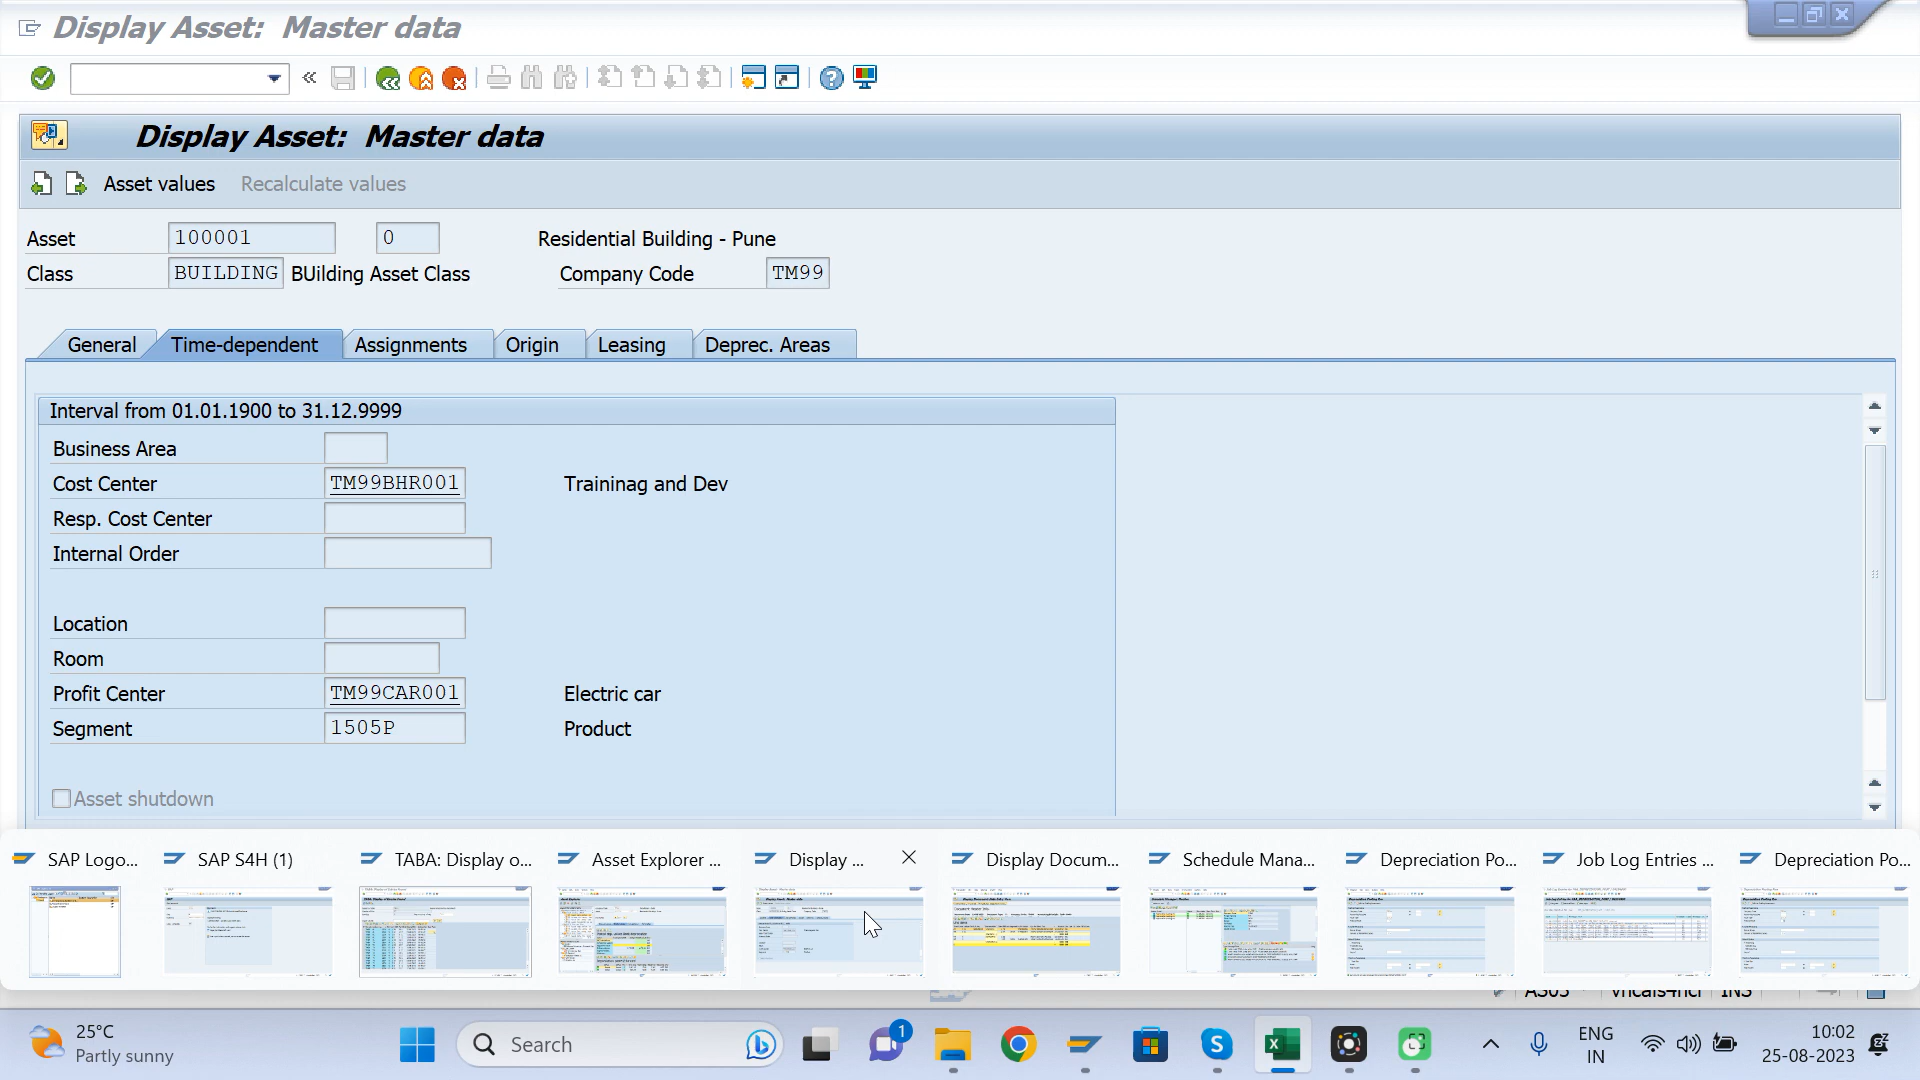 Display Asset: Master data
Display Asset: Master data
Asset values Recalculate values
Asset 100001 0 Residential Building - Pune
Class BUILDING BUilding Asset Class Company Code TM99
General Time-dependent Assignments Origin Leasing Deprec. Areas
Interval from 01.01.1900 to 31.12.9999
Business Area
Cost Center TM99BHR001 Traininag and Dev
Resp. Cost Center
Internal Order
Location
Room
Profit Center TM99CAR001 Electric car
Segment 1505P Product
Asset shutdown
SAP Logo... SAP S4H (1) TABA: Display o... Asset Explorer ... Display ... Display Docum... Schedule Mana... Depreciation Po... Job Log Entries ... Depreciation Po...
AS03 vhcals4hci INS
25°C
Partly sunny
Search
1
ENG
IN
10:02
25-08-2023